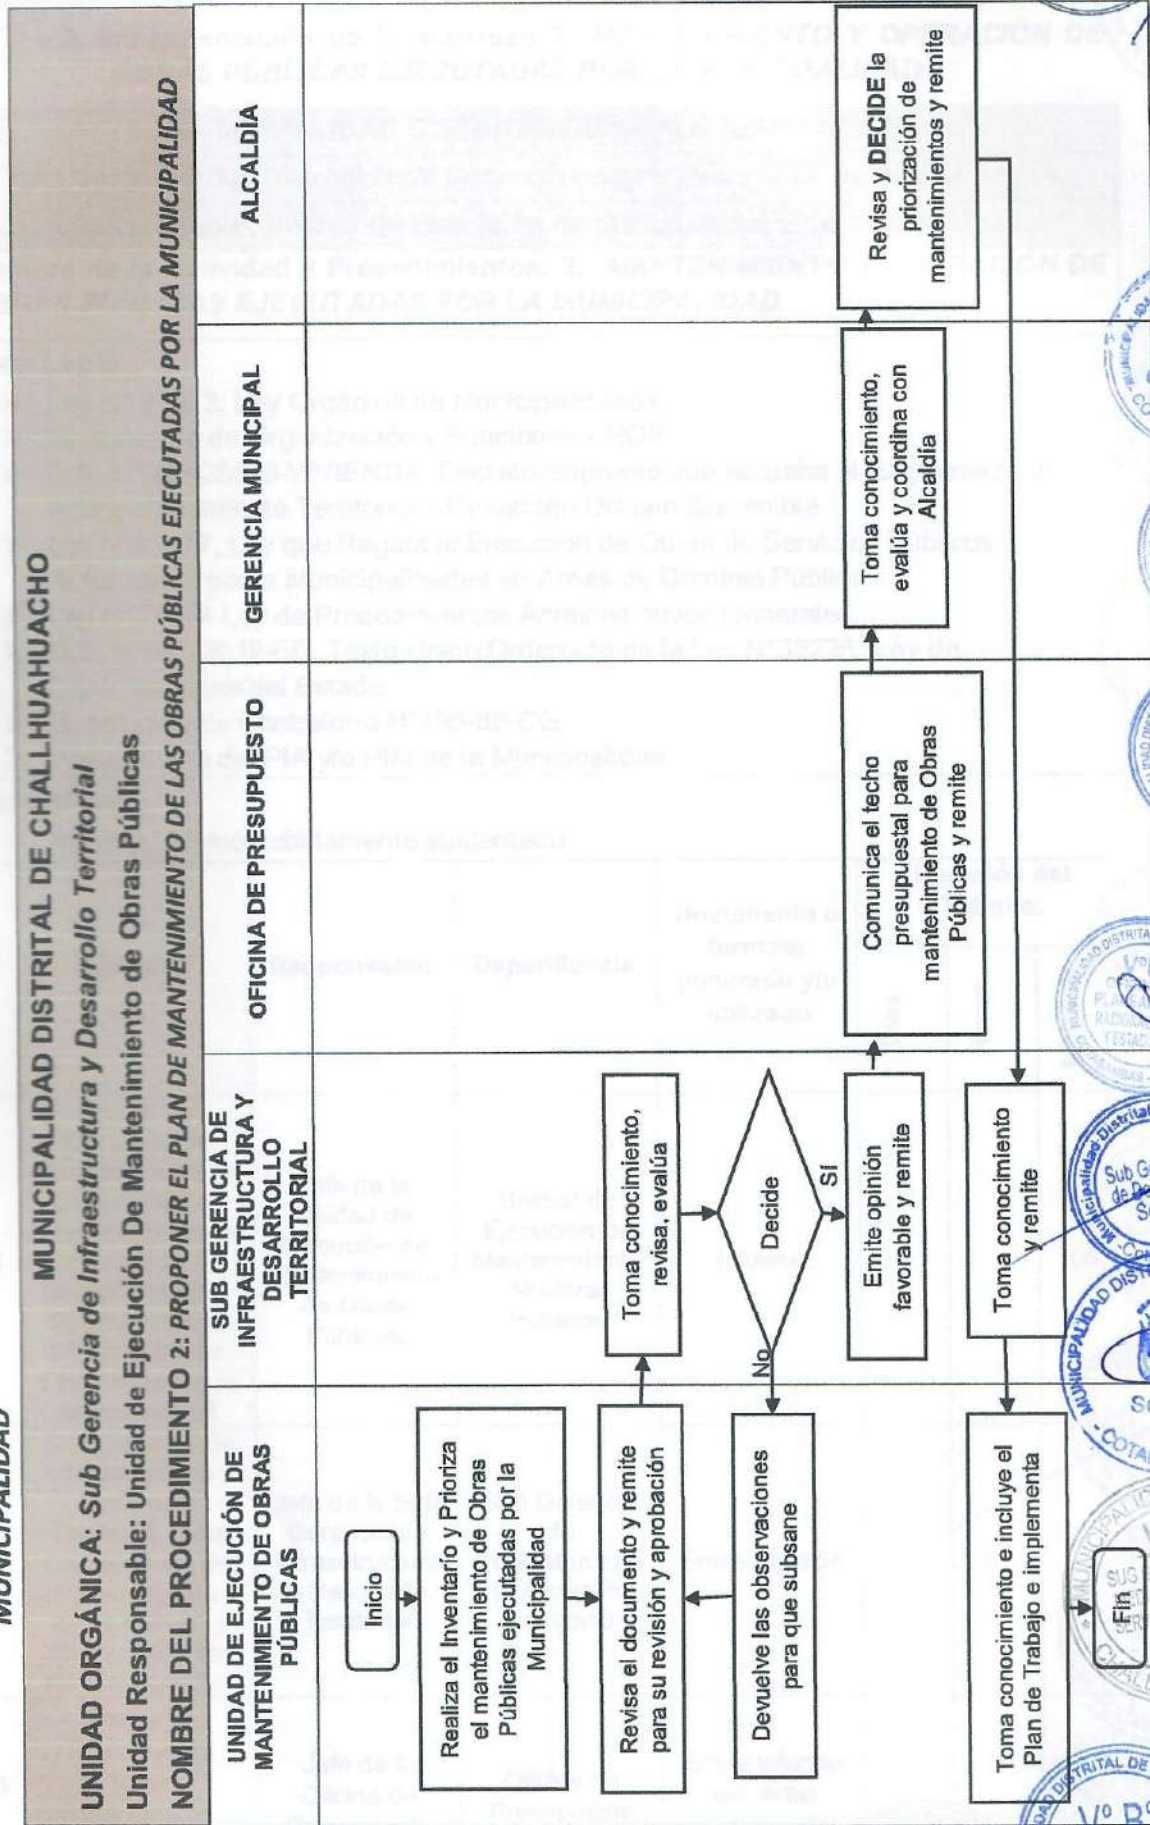 MUNICIPALIDAD
MUNICIPALIDAD DISTRITAL DE CHALLHUAHUACHO
UNIDAD ORGÁNICA: Sub Gerencia de Infraestructura y Desarrollo Territorial
Unidad Responsable: Unidad de Ejecución De Mantenimiento de Obras Públicas
NOMBRE DEL PROCEDIMIENTO 2: PROPONER EL PLAN DE MANTENIMIENTO DE LAS OBRAS PÚBLICAS EJECUTADAS POR LA MUNICIPALIDAD
UNIDAD DE EJECUCIÓN DE
MANTENIMIENTO DE OBRAS
PÚBLICAS
SUB GERENCIA DE
INFRAESTRUCTURA Y
DESARROLLO
TERRITORIAL
OFICINA DE PRESUPUESTO
GERENCIA MUNICIPAL
ALCALDÍA
Inicio
Realiza el Inventario y Prioriza
el mantenimiento de Obras
Públicas ejecutadas por la
Municipalidad
Revisa el documento y remite
para su revisión y aprobación
Toma conocimiento,
revisa, evalúa
Decide
No
Sí
Devuelve las observaciones
para que subsane
Emite opinión
favorable y remite
Comunica el techo
presupuestal para
mantenimiento de Obras
Públicas y remite
Toma conocimiento,
evalúa y coordina con
Alcaldía
Revisa y DECIDE la
priorización de
mantenimientos y remite
Toma conocimiento
y remite
Toma conocimiento e incluye el
Plan de Trabajo e implementa
Fin